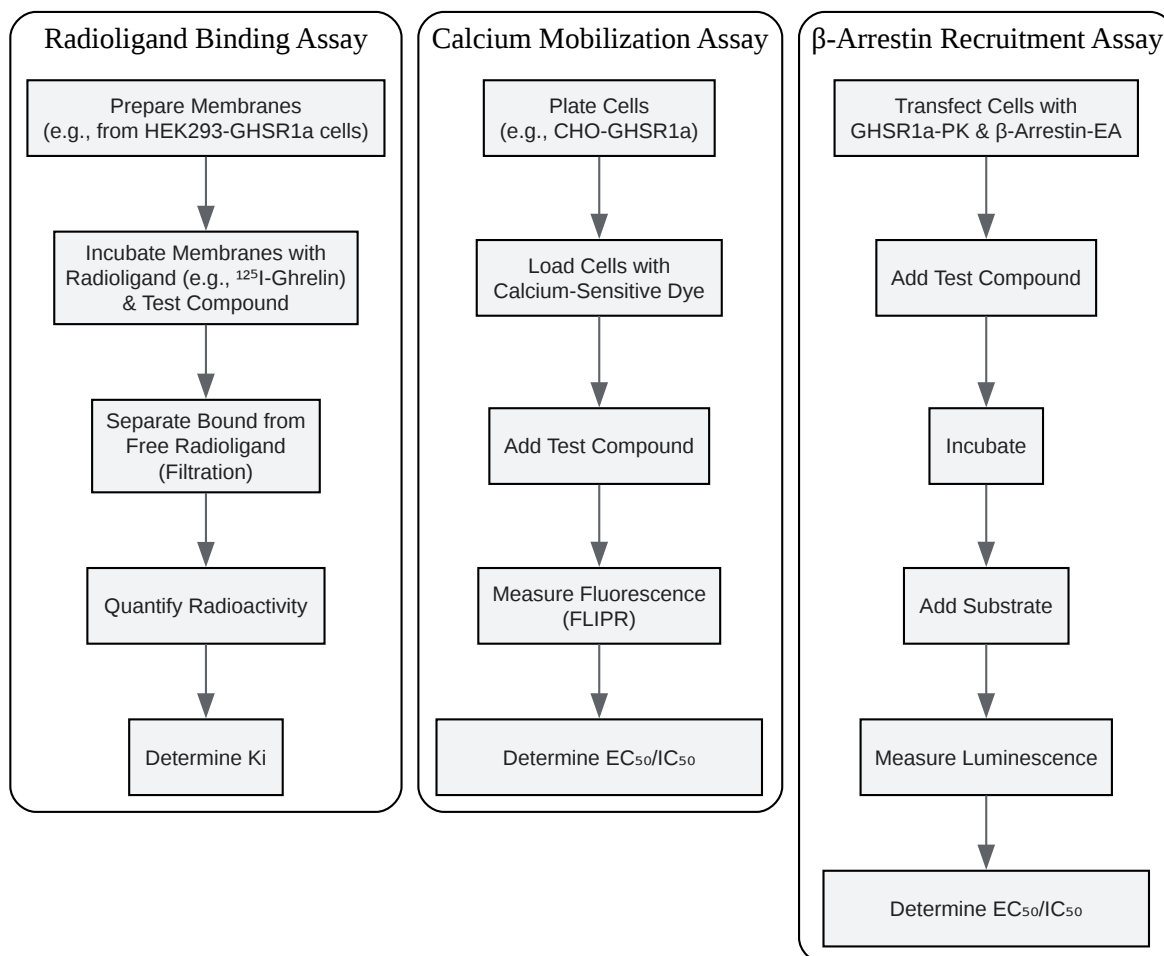 Radioligand Binding Assay
Prepare Membranes
(e.g., from HEK293-GHSR1a cells)
Incubate Membranes with
Radioligand (e.g., ¹²⁵I-Ghrelin)
& Test Compound
Separate Bound from
Free Radioligand
(Filtration)
Quantify Radioactivity
Determine Ki
Calcium Mobilization Assay
Plate Cells
(e.g., CHO-GHSR1a)
Load Cells with
Calcium-Sensitive Dye
Add Test Compound
Measure Fluorescence
(FLIPR)
Determine EC₅₀/IC₅₀
β-Arrestin Recruitment Assay
Transfect Cells with
GHSR1a-PK & β-Arrestin-EA
Add Test Compound
Incubate
Add Substrate
Measure Luminescence
Determine EC₅₀/IC₅₀